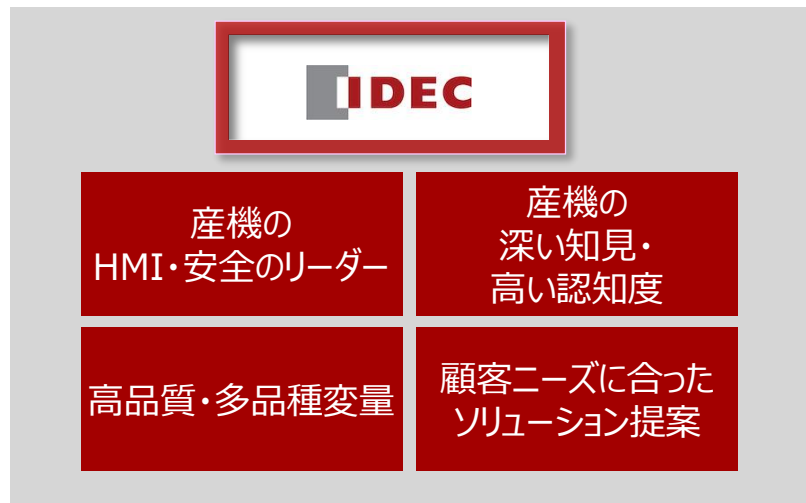 IDEC
産機の
HMI・安全のリーダー
産機の
深い知見・
高い認知度
高品質・多品種変量
顧客ニーズに合った
ソリューション提案